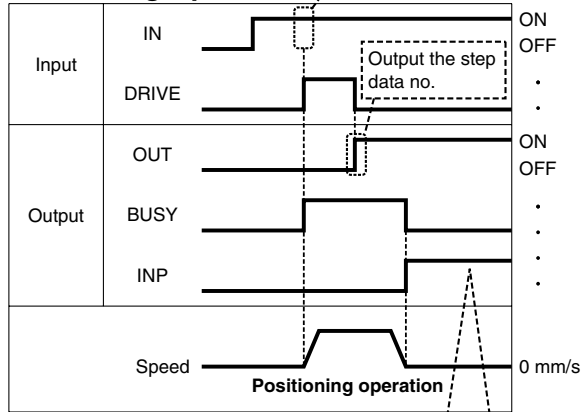 IN
ON
OFF
Input
Output the step
data no.
DRIVE
OUT
ON
OFF
Output
BUSY
INP
Speed
0 mm/s
Positioning operation